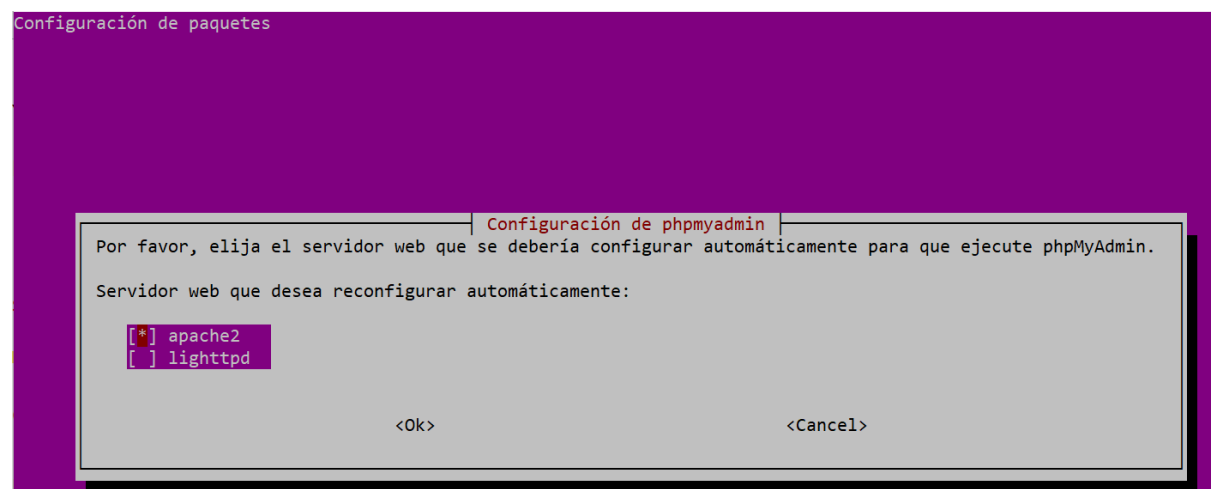 Configuración de paquetes
Configuración de phpmyadmin
Por favor, elija el servidor web que se debería configurar automáticamente para que ejecute phpMyAdmin.
Servidor web que desea reconfigurar automáticamente:
[*] apache2
[ ] lighttpd
<Ok> <Cancel>